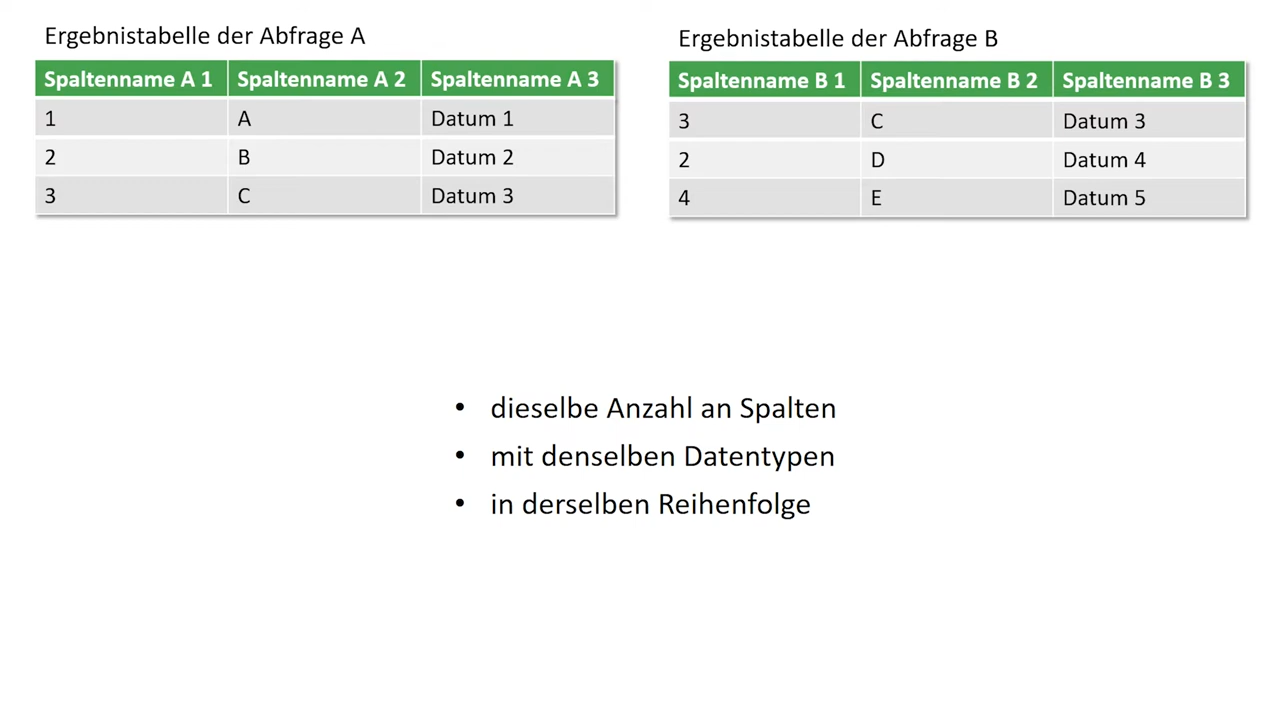 Ergebnistabelle der Abfrage A
Spaltenname A 1 Spaltenname A 2 Spaltenname A 3
1 A Datum 1
2 B Datum 2
3 C Datum 3
Ergebnistabelle der Abfrage B
Spaltenname B 1 Spaltenname B 2 Spaltenname B 3
3 C Datum 3
2 D Datum 4
4 E Datum 5
• dieselbe Anzahl an Spalten
• mit denselben Datentypen
• in derselben Reihenfolge